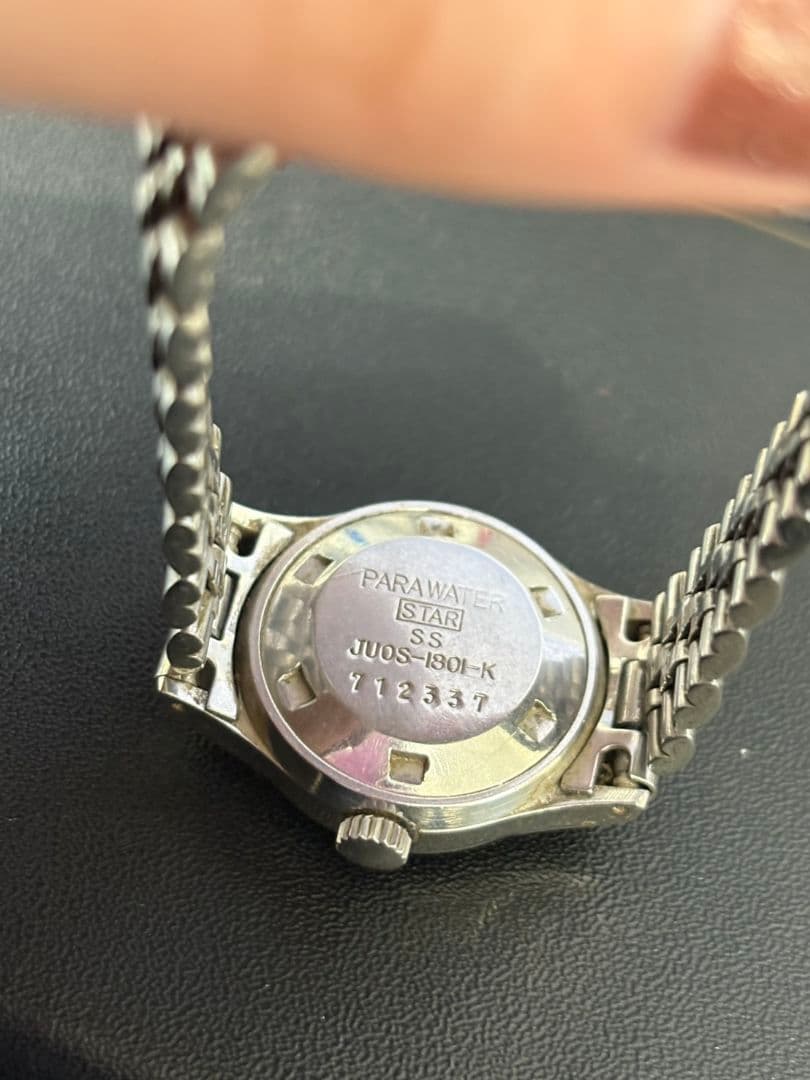 PARAWATER
STAR
SS
JUOS-1801-K
712337